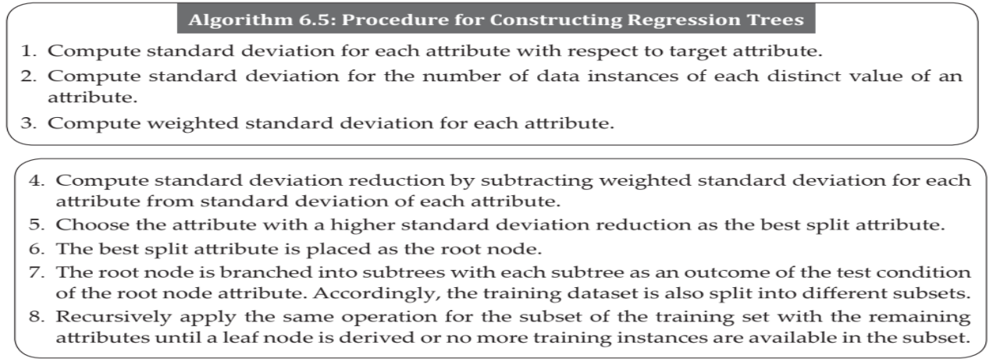 Algorithm 6.5: Procedure for Constructing Regression Trees
1. Compute standard deviation for each attribute with respect to target attribute.
2. Compute standard deviation for the number of data instances of each distinct value of an
attribute.
3. Compute weighted standard deviation for each attribute.
4. Compute standard deviation reduction by subtracting weighted standard deviation for each
attribute from standard deviation of each attribute.
5. Choose the attribute with a higher standard deviation reduction as the best split attribute.
6. The best split attribute is placed as the root node.
7. The root node is branched into subtrees with each subtree as an outcome of the test condition
of the root node attribute. Accordingly, the training dataset is also split into different subsets.
8. Recursively apply the same operation for the subset of the training set with the remaining
attributes until a leaf node is derived or no more training instances are available in the subset.